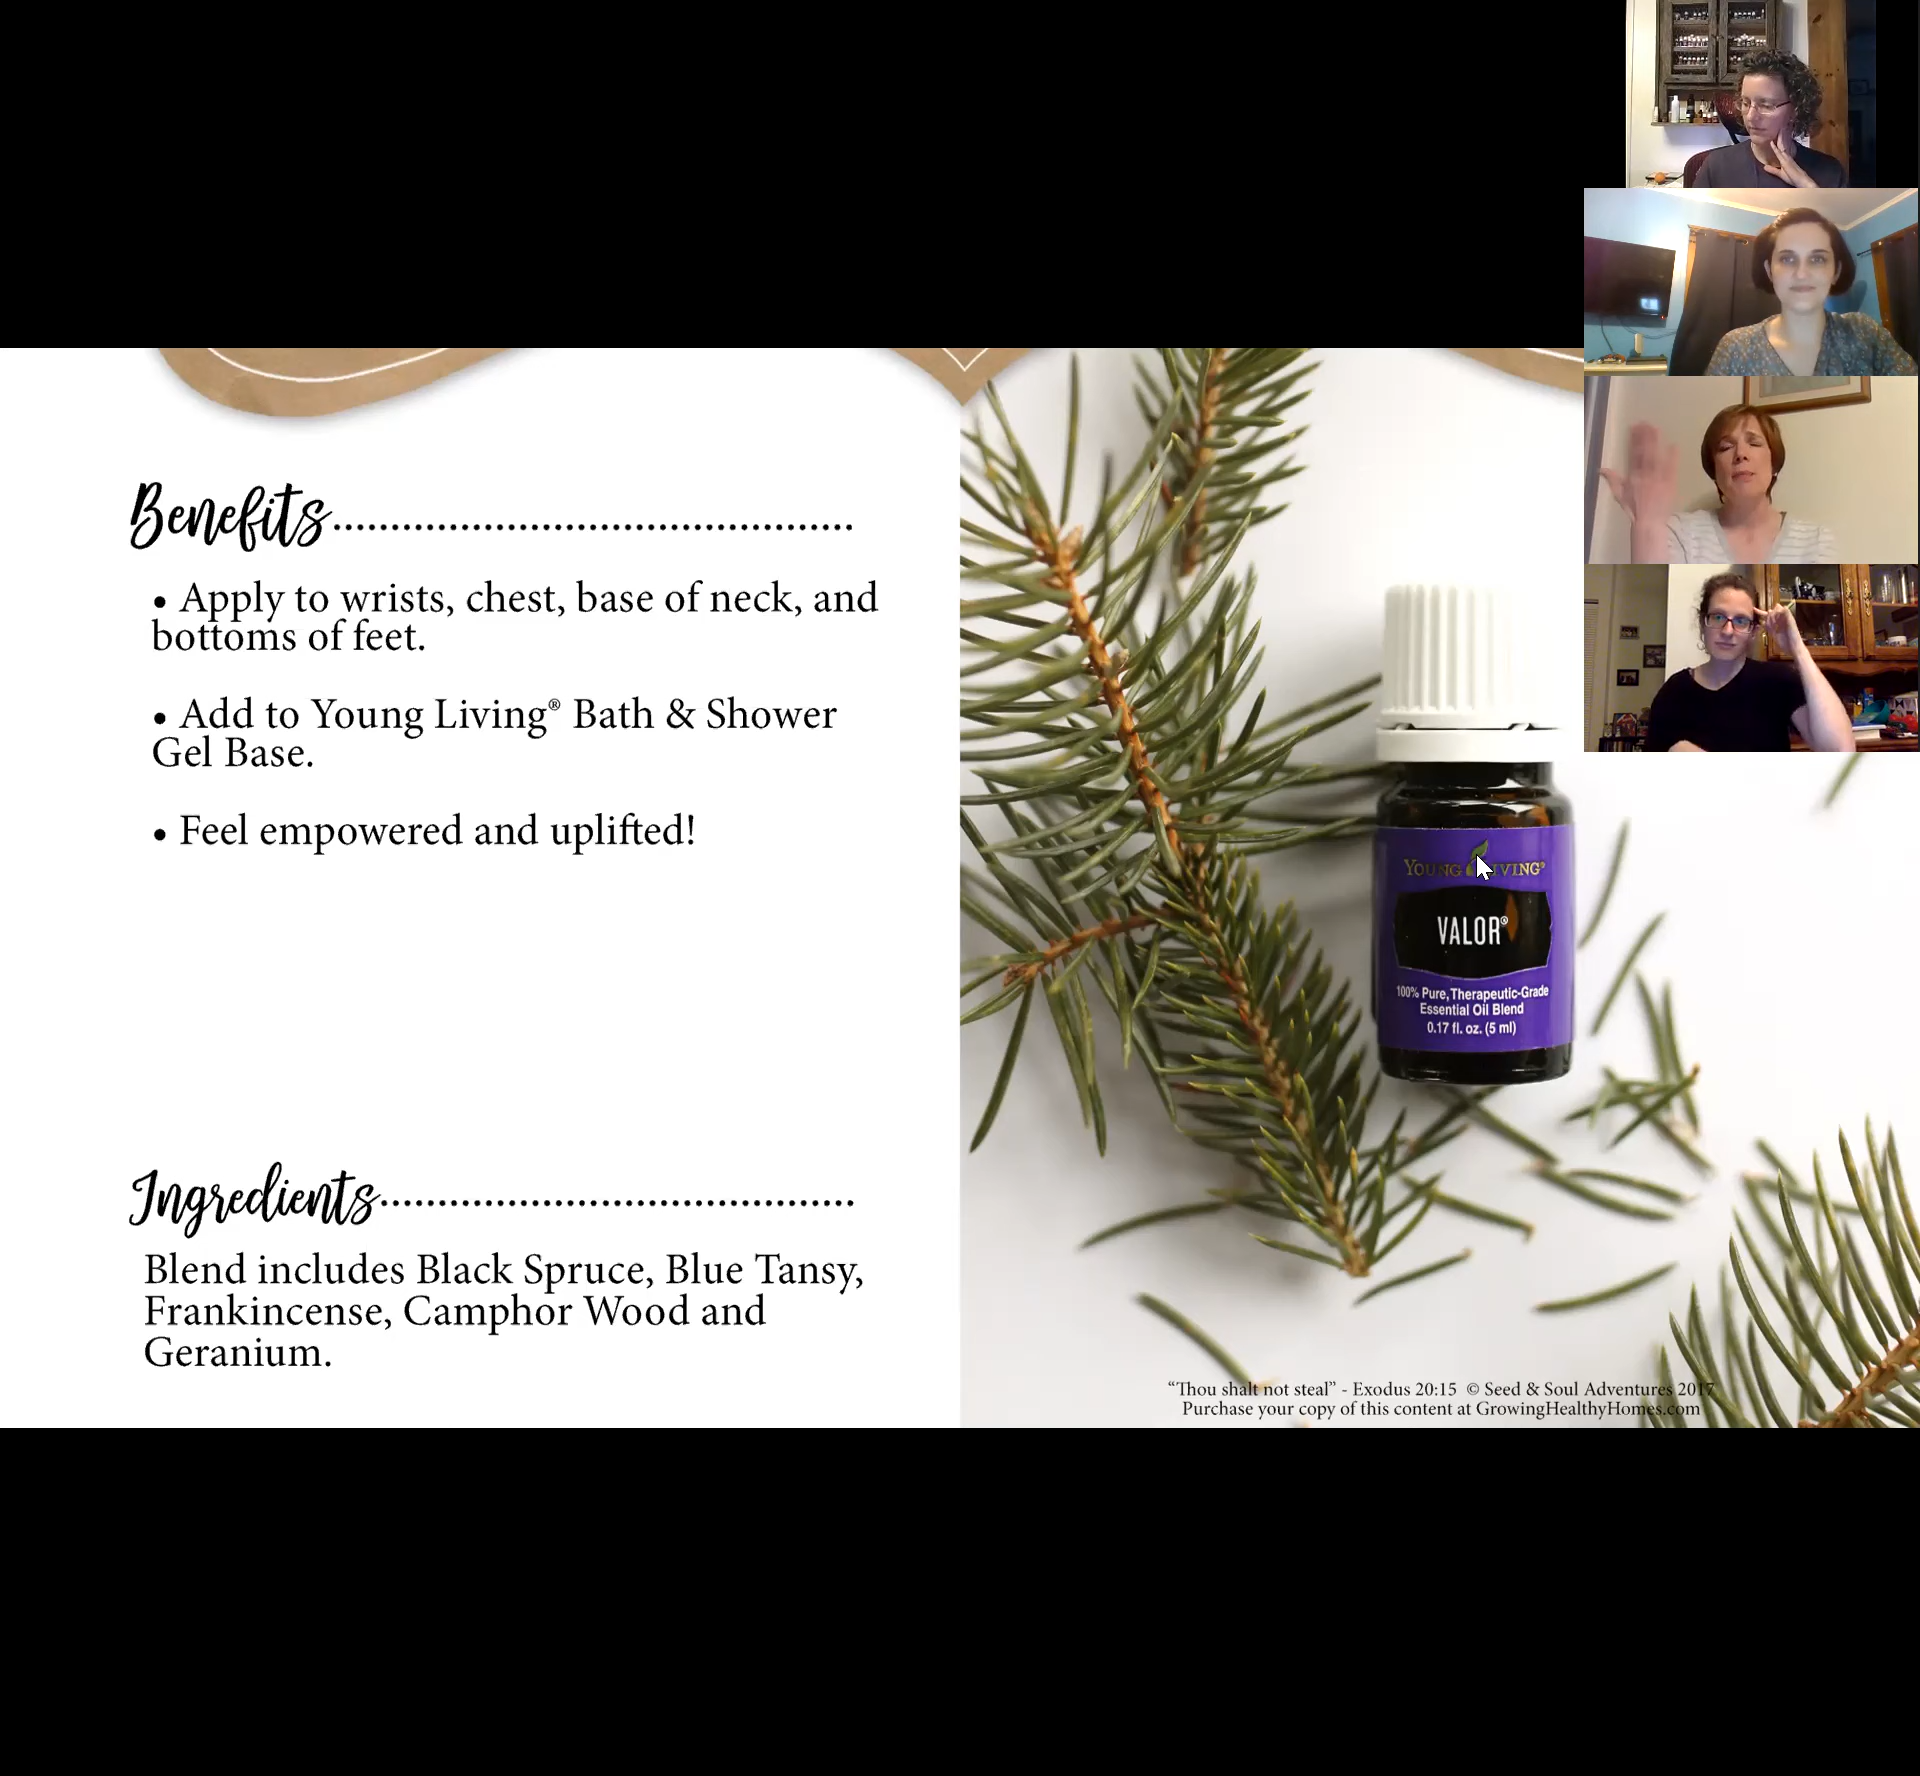 Benefits
• Apply to wrists, chest, base of neck, and
bottoms of feet.
• Add to Young Living® Bath & Shower
Gel Base.
• Feel empowered and uplifted!
Ingredients
Blend includes Black Spruce, Blue Tansy,
Frankincense, Camphor Wood and
Geranium.
YOUNG LIVING®
VALOR®
100% Pure, Therapeutic-Grade
Essential Oil Blend
0.17 fl. oz. (5 ml)
“Thou shalt not steal” - Exodus 20:15 © Seed & Soul Adventures 2017
Purchase your copy of this content at GrowingHealthyHomes.com